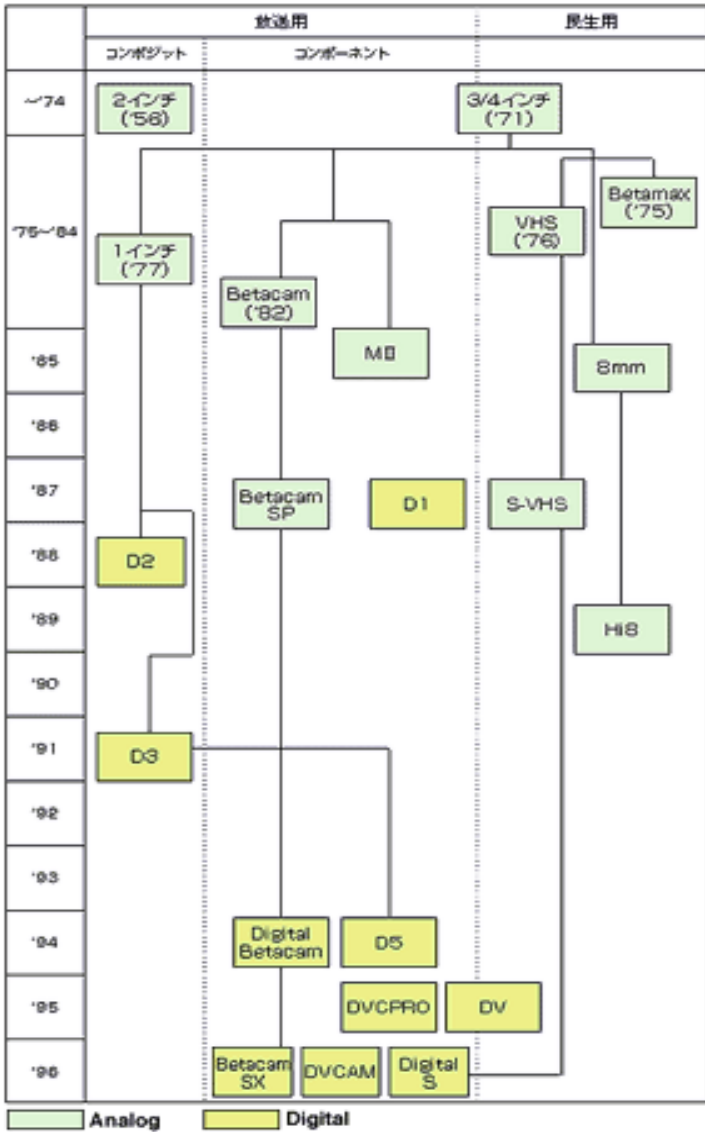 放送用
民生用
コンポジット
コンポーネント
～'74
2インチ
('56)
3/4インチ
('71)
'75～'84
Betamax
('75)
VHS
('76)
1インチ
('77)
Betacam
('82)
'85
MⅡ
8mm
'86
'87
Betacam
SP
D1
S-VHS
'88
D2
'89
Hi8
'90
'91
D3
'92
'93
'94
Digital
Betacam
D5
'95
DVCPRO
DV
'96
Betacam
SX
DVCAM
Digital
S
Analog
Digital